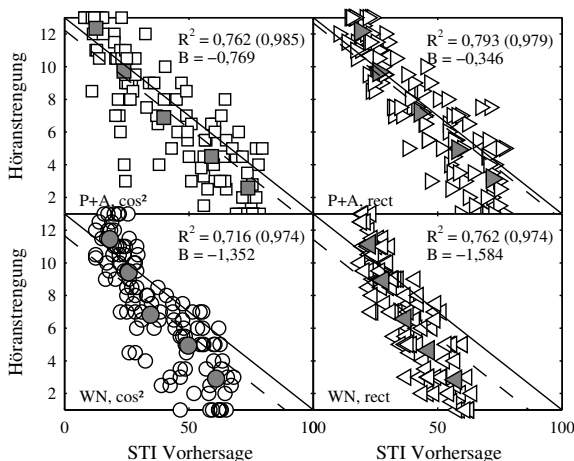 Höranstrengung
12
10
8
6
4
2
R² = 0,762 (0,985)
B = −0,769
P+A, cos²
R² = 0,793 (0,979)
B = −0,346
P+A, rect
Höranstrengung
12
10
8
6
4
2
R² = 0,716 (0,974)
B = −1,352
WN, cos²
R² = 0,762 (0,974)
B = −1,584
WN, rect
0 50 100 50 100
STI Vorhersage STI Vorhersage